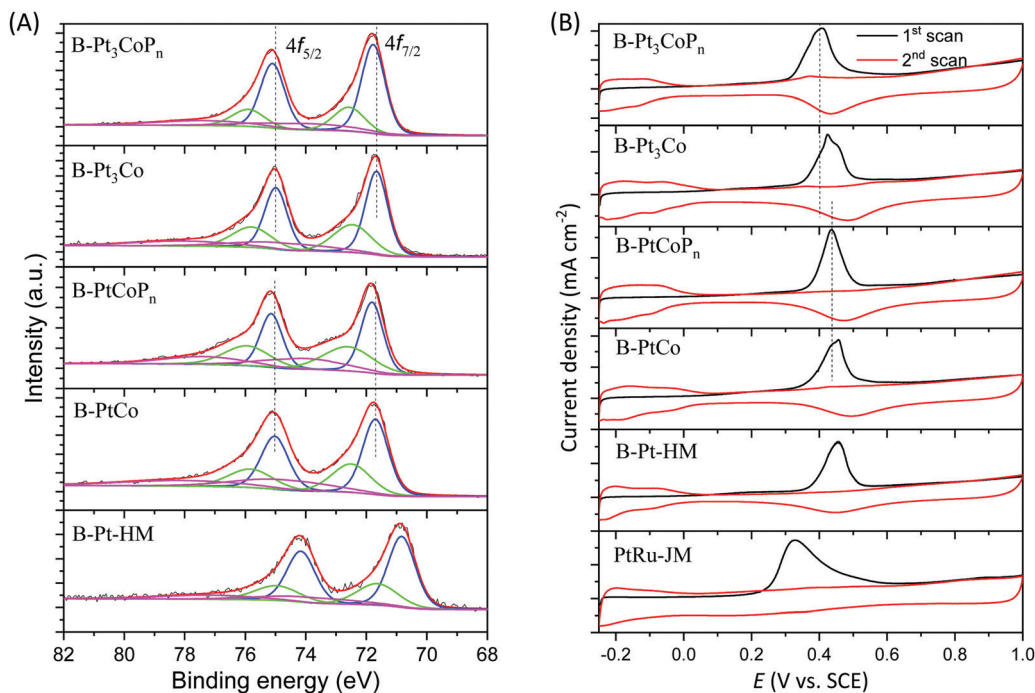 (A)
B-Pt₃CoPₙ
4f₅/₂
4f₇/₂
B-Pt₃Co
B-PtCoPₙ
B-PtCo
B-Pt-HM
Intensity (a.u.)
82 80 78 76 74 72 70 68
Binding energy (eV)
(B)
B-Pt₃CoPₙ
1ˢᵗ scan
2ⁿᵈ scan
B-Pt₃Co
B-PtCoPₙ
B-PtCo
B-Pt-HM
PtRu-JM
Current density (mA cm⁻²)
-0.2 0.0 0.2 0.4 0.6 0.8 1.0
E (V vs. SCE)